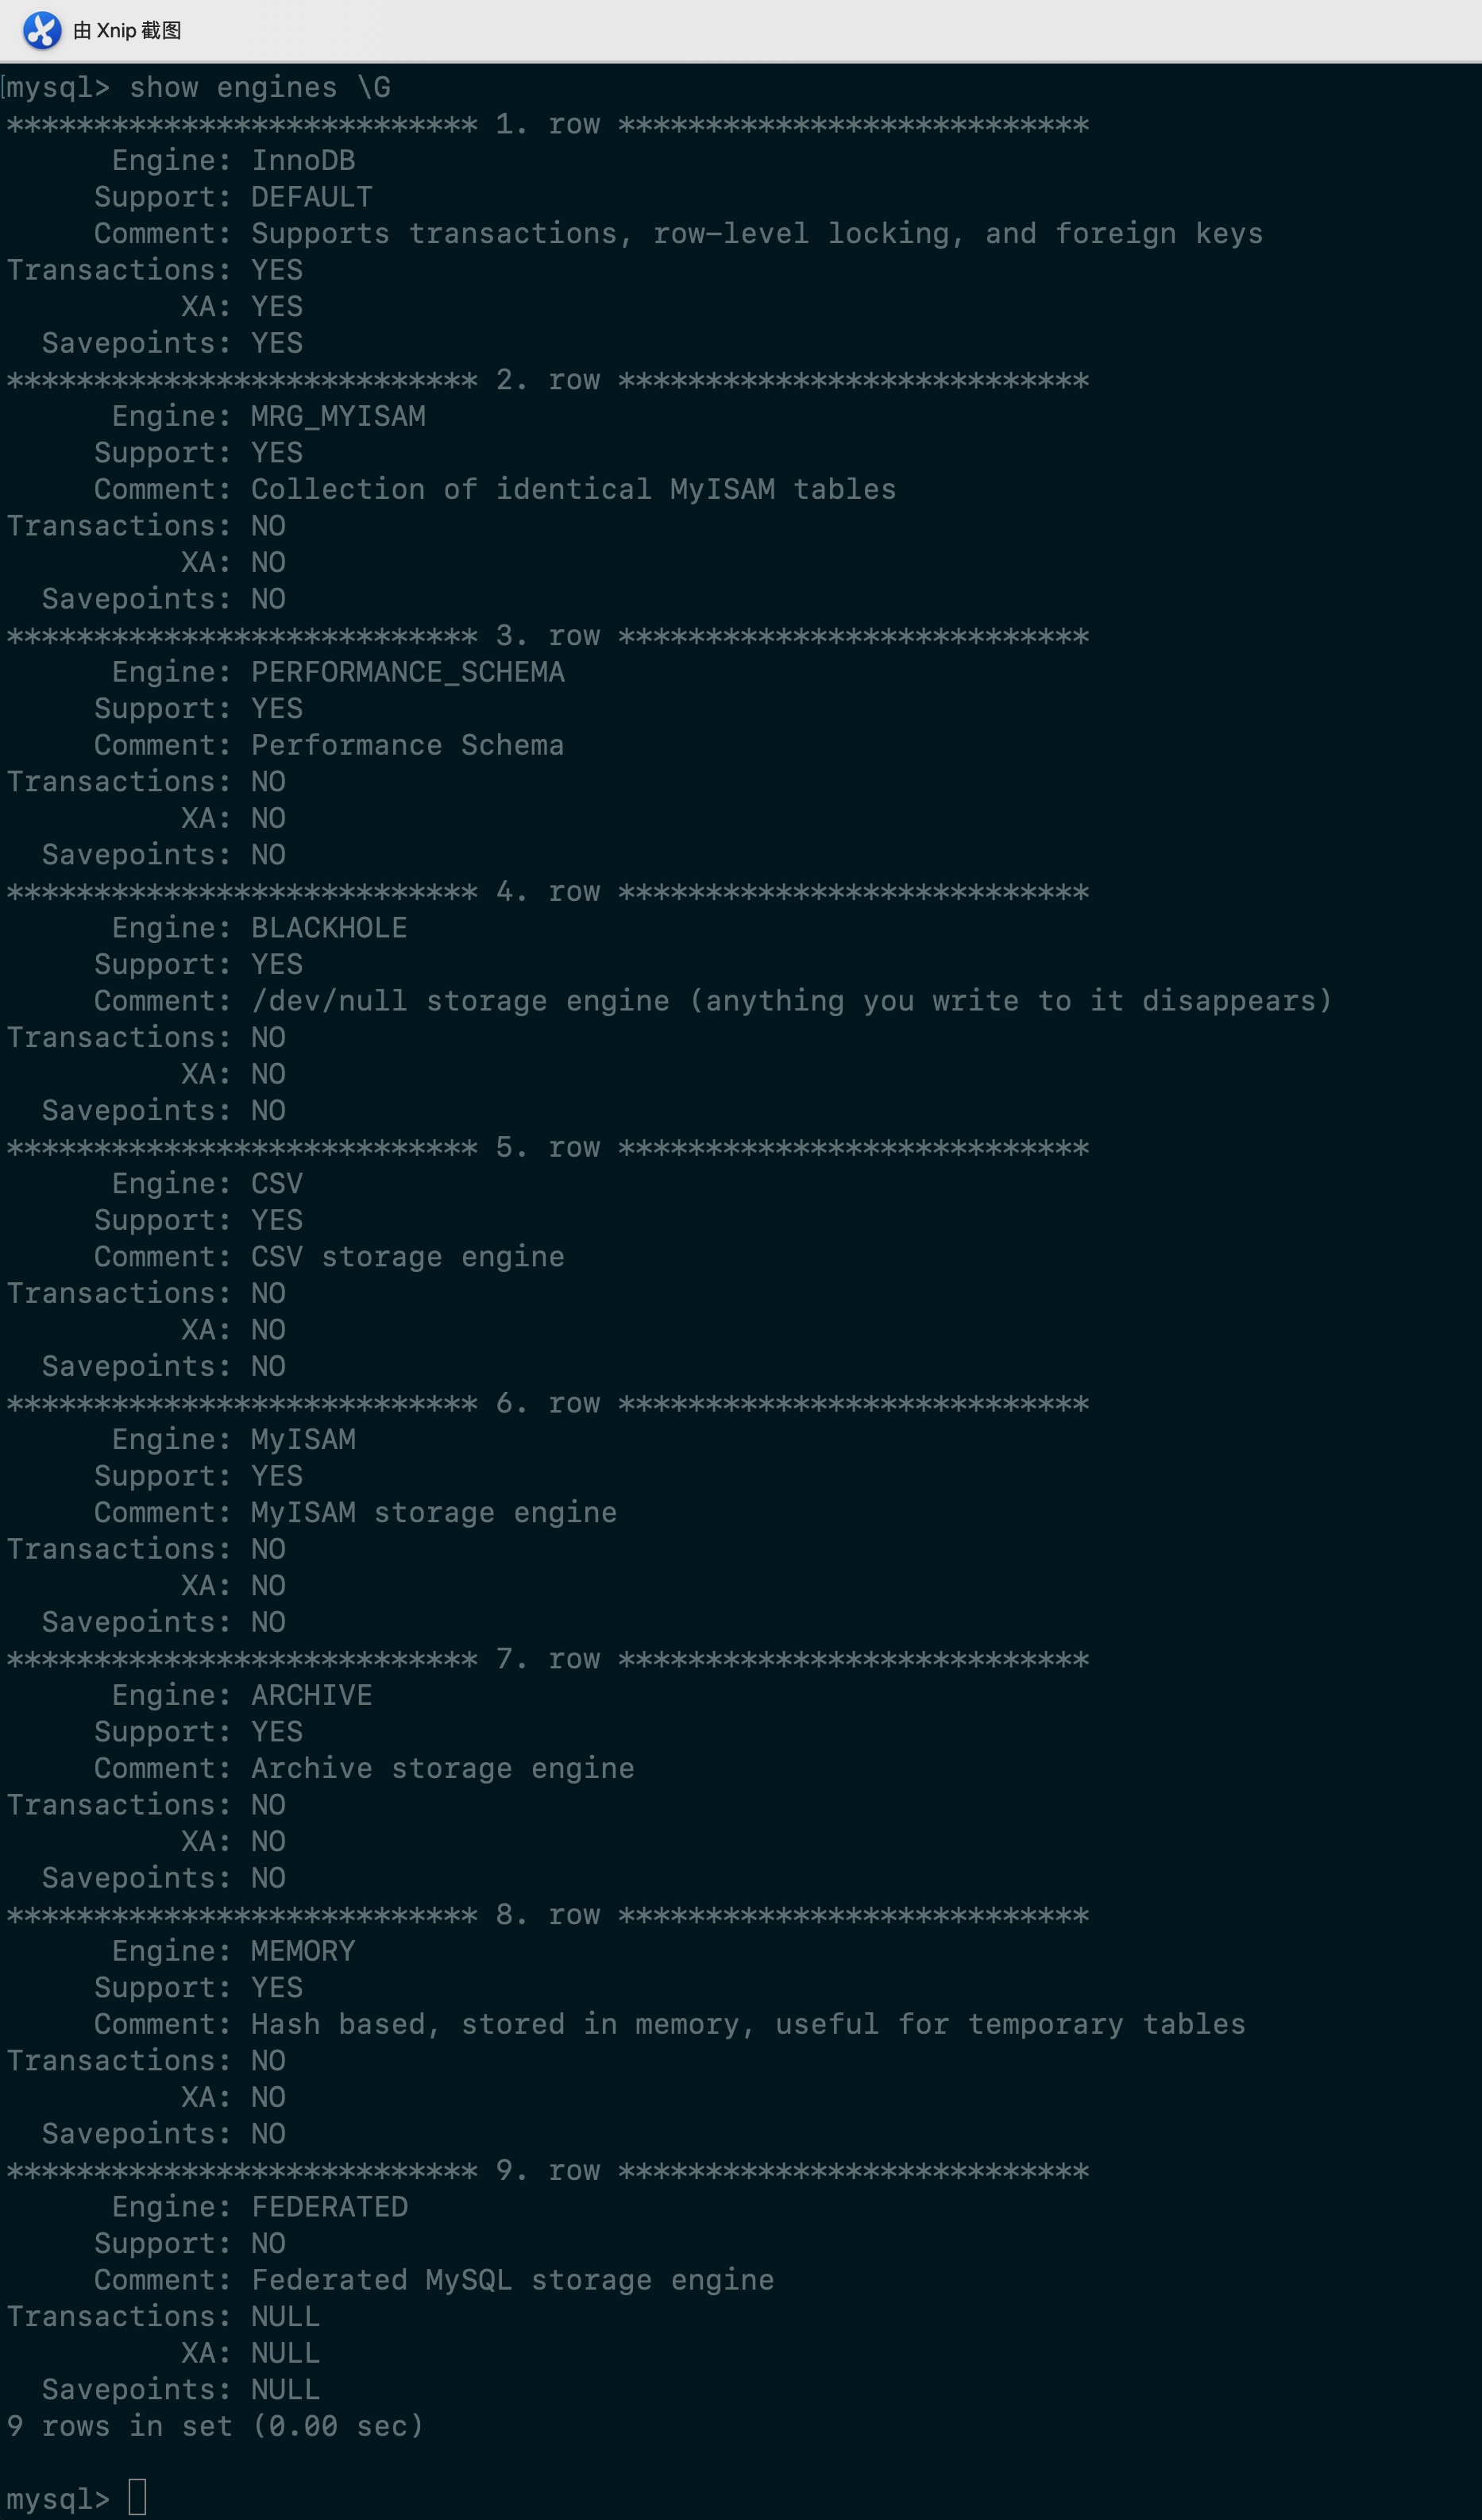 由 Xnip 截图
mysql> show engines \G
*************************** 1. row ***************************
      Engine: InnoDB
     Support: DEFAULT
     Comment: Supports transactions, row-level locking, and foreign keys
Transactions: YES
          XA: YES
  Savepoints: YES
*************************** 2. row ***************************
      Engine: MRG_MYISAM
     Support: YES
     Comment: Collection of identical MyISAM tables
Transactions: NO
          XA: NO
  Savepoints: NO
*************************** 3. row ***************************
      Engine: PERFORMANCE_SCHEMA
     Support: YES
     Comment: Performance Schema
Transactions: NO
          XA: NO
  Savepoints: NO
*************************** 4. row ***************************
      Engine: BLACKHOLE
     Support: YES
     Comment: /dev/null storage engine (anything you write to it disappears)
Transactions: NO
          XA: NO
  Savepoints: NO
*************************** 5. row ***************************
      Engine: CSV
     Support: YES
     Comment: CSV storage engine
Transactions: NO
          XA: NO
  Savepoints: NO
*************************** 6. row ***************************
      Engine: MyISAM
     Support: YES
     Comment: MyISAM storage engine
Transactions: NO
          XA: NO
  Savepoints: NO
*************************** 7. row ***************************
      Engine: ARCHIVE
     Support: YES
     Comment: Archive storage engine
Transactions: NO
          XA: NO
  Savepoints: NO
*************************** 8. row ***************************
      Engine: MEMORY
     Support: YES
     Comment: Hash based, stored in memory, useful for temporary tables
Transactions: NO
          XA: NO
  Savepoints: NO
*************************** 9. row ***************************
      Engine: FEDERATED
     Support: NO
     Comment: Federated MySQL storage engine
Transactions: NULL
          XA: NULL
  Savepoints: NULL
9 rows in set (0.00 sec)
mysql>